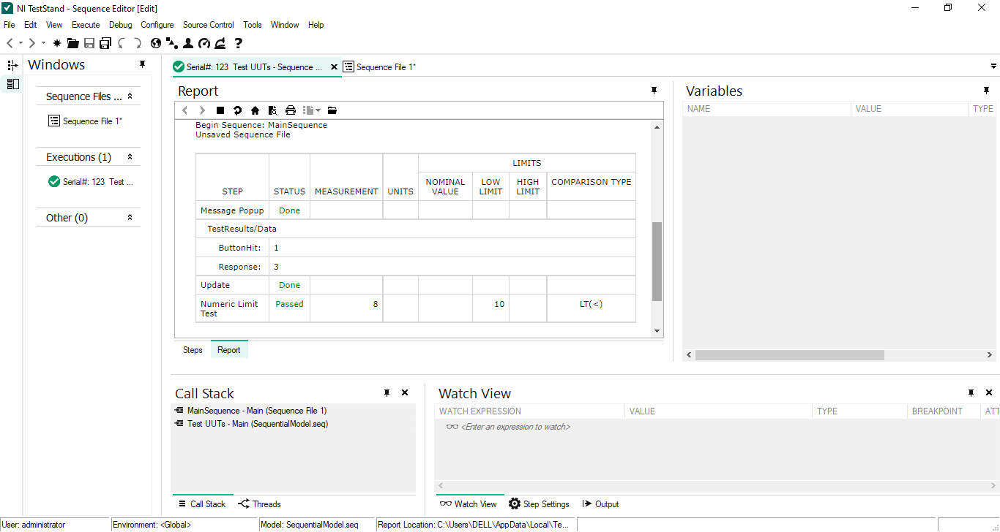 NI TestStand - Sequence Editor [Edit]
File Edit View Execute Debug Configure Source Control Tools Window Help
Windows
Sequence Files ...
Sequence File 1*
Executions (1)
Serial#: 123 Test ...
Other (0)
Serial#: 123 Test UUTs - Sequence ...
Sequence File 1*
Report
Begin Sequence: MainSequence
Unsaved Sequence File
LIMITS
STEP STATUS MEASUREMENT UNITS NOMINAL VALUE LOW LIMIT HIGH LIMIT COMPARISON TYPE
Message Popup Done
TestResults/Data
ButtonHit: 1
Response: 3
Update Done
Numeric Limit Test Passed 8 10 LT(<)
Steps Report
Variables
NAME VALUE TYPE
Call Stack
MainSequence - Main (Sequence File 1)
Test UUTs - Main (SequentialModel.seq)
Call Stack Threads
Watch View
WATCH EXPRESSION VALUE TYPE BREAKPOINT ATT
<Enter an expression to watch>
Watch View Step Settings Output
User: administrator Environment: <Global> Model: SequentialModel.seq Report Location: C:\Users\DELL\AppData\Local\Te...